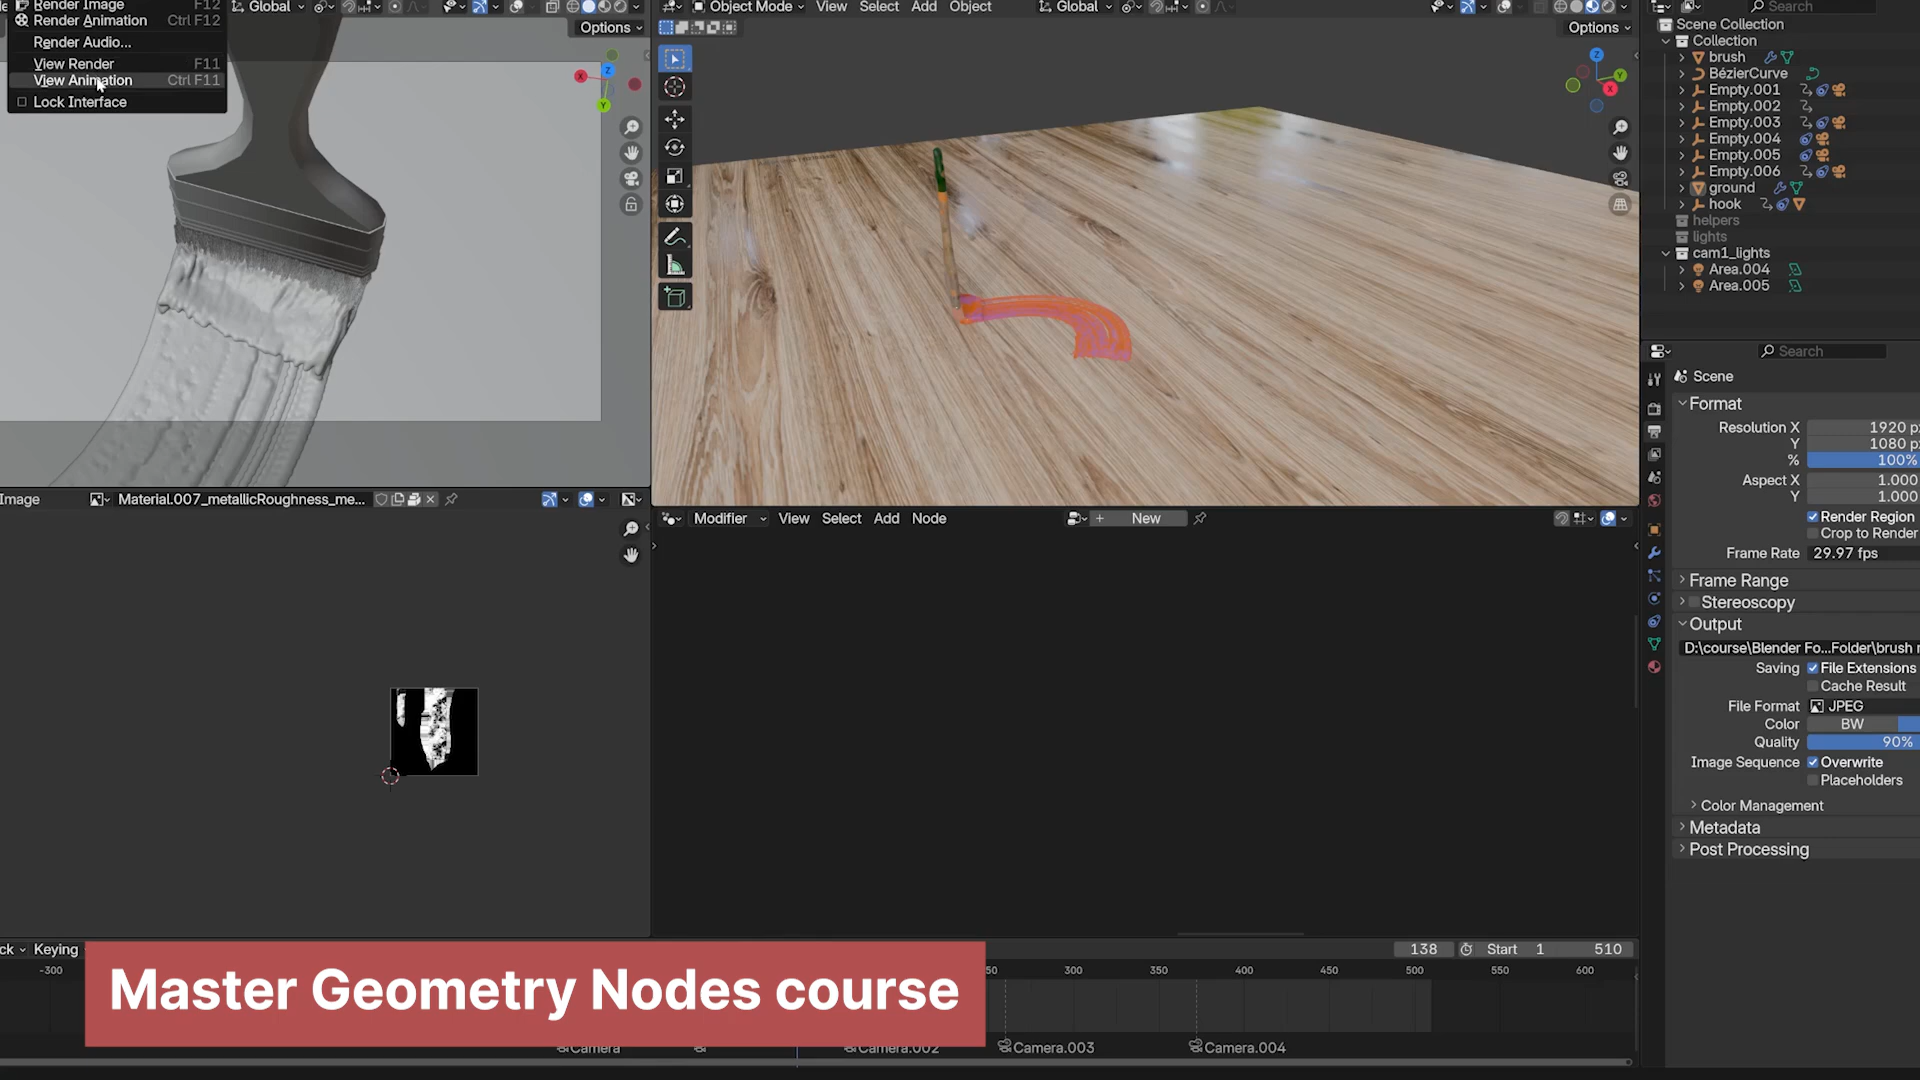 Render Image F12
Render Animation Ctrl F12
Render Audio...
View Render F11
View Animation Ctrl F11
Lock Interface
Global
Options
X
Y
Z
Object Mode View Select Add Object
Global
Options
X
Y
Z
Search
Scene Collection
Collection
brush
BézierCurve
Empty.001
Empty.002
Empty.003
Empty.004
Empty.005
Empty.006
ground
hook
helpers
lights
cam1_lights
Area.004
Area.005
Search
Scene
Format
Resolution X 1920 p
Y 1080 p
% 100%
Aspect X 1.000
Y 1.000
Render Region
Crop to Render
Frame Rate 29.97 fps
Frame Range
Stereoscopy
Output
D:\course\Blender Fo...Folder\brush
Saving File Extensions
Cache Result
File Format JPEG
Color BW
Quality 90%
Image Sequence Overwrite
Placeholders
Color Management
Metadata
Post Processing
Image Material.007_metallicRoughness_me...
Modifier View Select Add Node New
ck Keying 138 Start 1 510
-300 50 300 350 400 450 500 550 600
Master Geometry Nodes course
Camera Camera.002 Camera.003 Camera.004